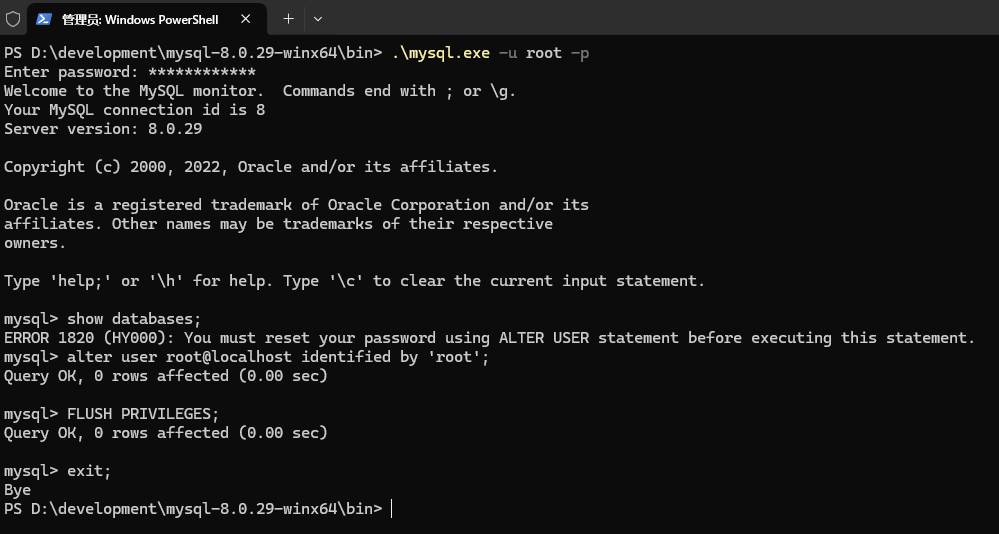 管理员: Windows PowerShell
PS D:\development\mysql-8.0.29-winx64\bin> .\mysql.exe -u root -p
Enter password: ************
Welcome to the MySQL monitor.  Commands end with ; or \g.
Your MySQL connection id is 8
Server version: 8.0.29
Copyright (c) 2000, 2022, Oracle and/or its affiliates.
Oracle is a registered trademark of Oracle Corporation and/or its
affiliates. Other names may be trademarks of their respective
owners.
Type 'help;' or '\h' for help. Type '\c' to clear the current input statement.
mysql> show databases;
ERROR 1820 (HY000): You must reset your password using ALTER USER statement before executing this statement.
mysql> alter user root@localhost identified by 'root';
Query OK, 0 rows affected (0.00 sec)
mysql> FLUSH PRIVILEGES;
Query OK, 0 rows affected (0.00 sec)
mysql> exit;
Bye
PS D:\development\mysql-8.0.29-winx64\bin>